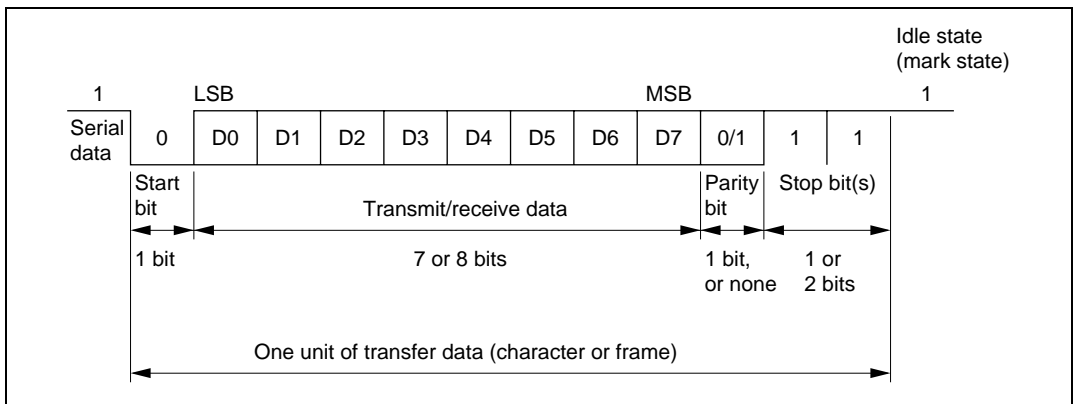 Idle state
(mark state)
1 LSB MSB 1
Serial
data
0 D0 D1 D2 D3 D4 D5 D6 D7 0/1 1 1
Start
bit
Transmit/receive data
Parity
bit
Stop bit(s)
1 bit
7 or 8 bits
1 bit,
or none
1 or
2 bits
One unit of transfer data (character or frame)